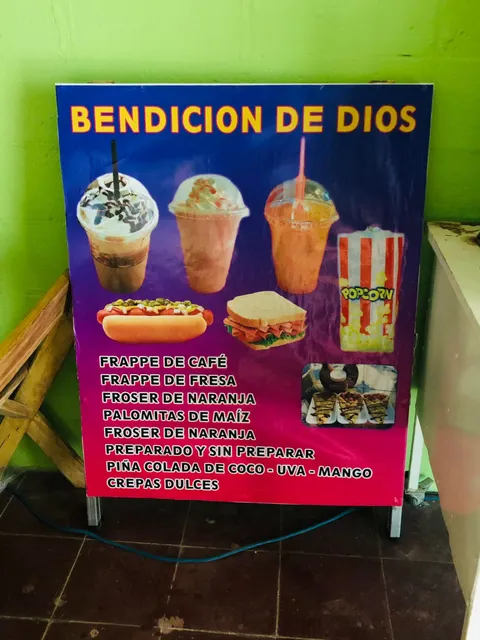 BENDICION DE DIOS
POPCORN
FRAPPE DE CAFÉ
FRAPPE DE FRESA
FROSER DE NARANJA
PALOMITAS DE MAÍZ
FROSER DE NARANJA
PREPARADO Y SIN PREPARAR
PIÑA COLADA DE COCO - UVA - MANGO
CREPAS DULCES